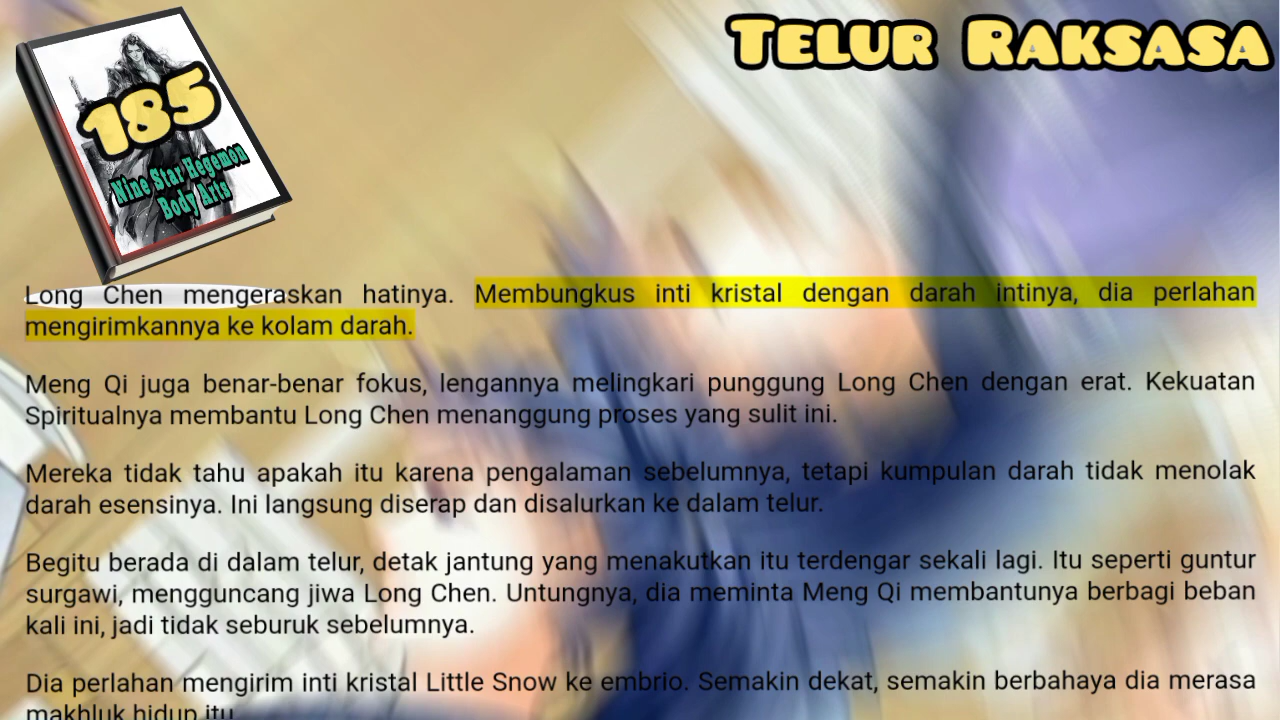 Telur Raksasa
185
Nine Star Hegemon
Body Arts
Long Chen mengeraskan hatinya. Membungkus inti kristal dengan darah intinya, dia perlahan
mengirimkannya ke kolam darah.
Meng Qi juga benar-benar fokus, lengannya melingkari punggung Long Chen dengan erat. Kekuatan
Spiritualnya membantu Long Chen menanggung proses yang sulit ini.
Mereka tidak tahu apakah itu karena pengalaman sebelumnya, tetapi kumpulan darah tidak menolak
darah esensinya. Ini langsung diserap dan disalurkan ke dalam telur.
Begitu berada di dalam telur, detak jantung yang menakutkan itu terdengar sekali lagi. Itu seperti guntur
surgawi, mengguncang jiwa Long Chen. Untungnya, dia meminta Meng Qi membantunya berbagi beban
kali ini, jadi tidak seburuk sebelumnya.
Dia perlahan mengirim inti kristal Little Snow ke embrio. Semakin dekat, semakin berbahaya dia merasa
makhluk hidup itu.